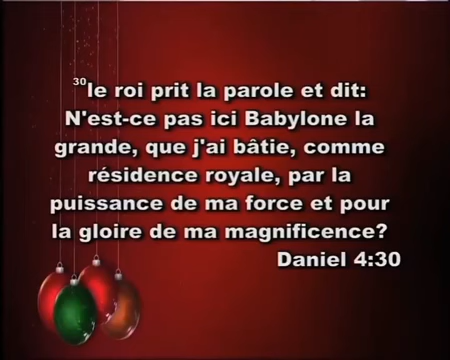 30le roi prit la parole et dit:
N'est-ce pas ici Babylone la
grande, que j'ai bâtie, comme
résidence royale, par la
puissance de ma force et pour
la gloire de ma magnificence?
Daniel 4:30